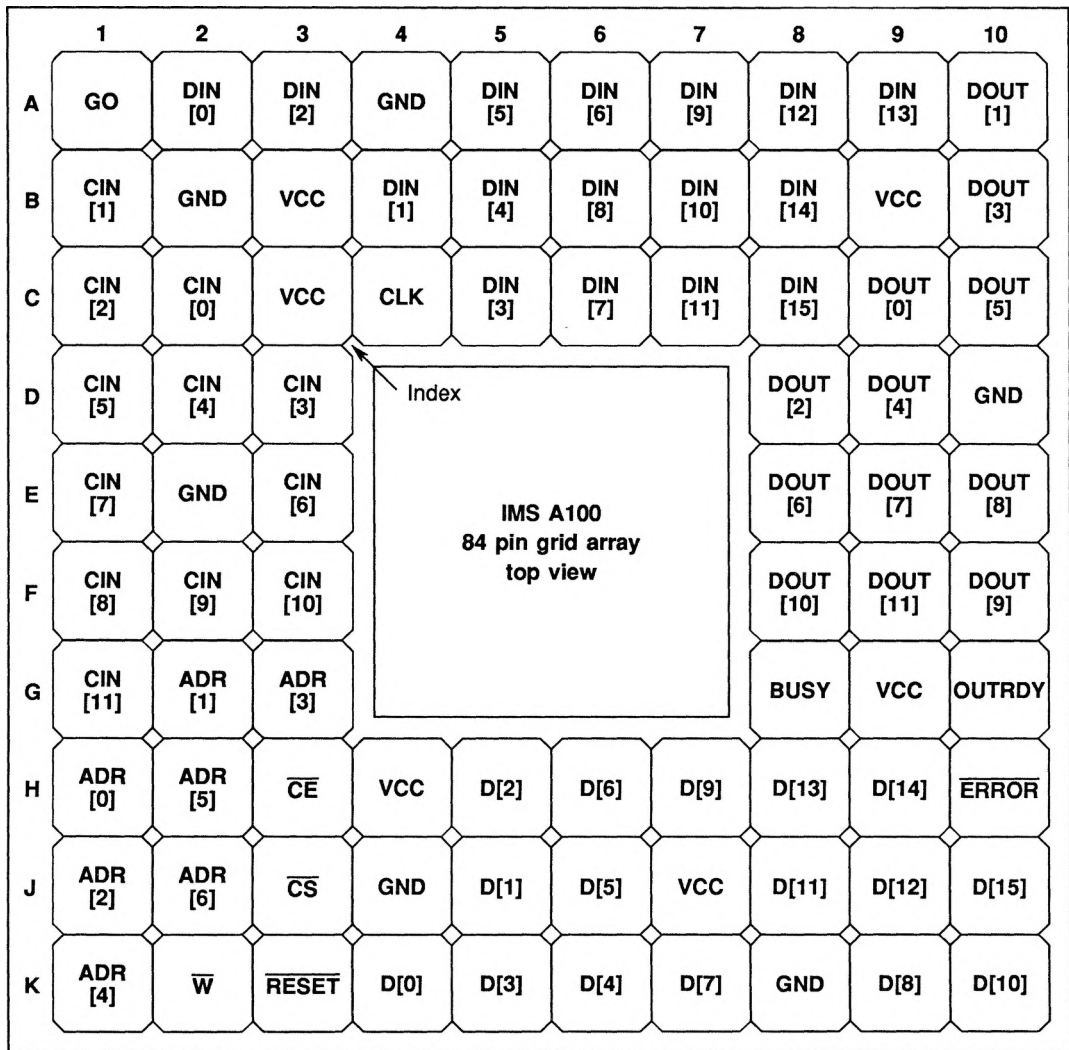 1 2 3 4 5 6 7 8 9 10
A GO DIN [0] DIN [2] GND DIN [5] DIN [6] DIN [9] DIN [12] DIN [13] DOUT [1]
B CIN [1] GND VCC DIN [1] DIN [4] DIN [8] DIN [10] DIN [14] VCC DOUT [3]
C CIN [2] CIN [0] VCC CLK DIN [3] DIN [7] DIN [11] DIN [15] DOUT [0] DOUT [5]
Index
D CIN [5] CIN [4] CIN [3] DOUT [2] DOUT [4] GND
E CIN [7] GND CIN [6] DOUT [6] DOUT [7] DOUT [8]
IMS A100
84 pin grid array
top view
F CIN [8] CIN [9] CIN [10] DOUT [10] DOUT [11] DOUT [9]
G CIN [11] ADR [1] ADR [3] BUSY VCC OUTRDY
H ADR [0] ADR [5] C̅E̅ VCC D[2] D[6] D[9] D[13] D[14] E̅R̅R̅O̅R̅
J ADR [2] ADR [6] C̅S̅ GND D[1] D[5] VCC D[11] D[12] D[15]
K ADR [4] W̅ R̅E̅S̅E̅T̅ D[0] D[3] D[4] D[7] GND D[8] D[10]